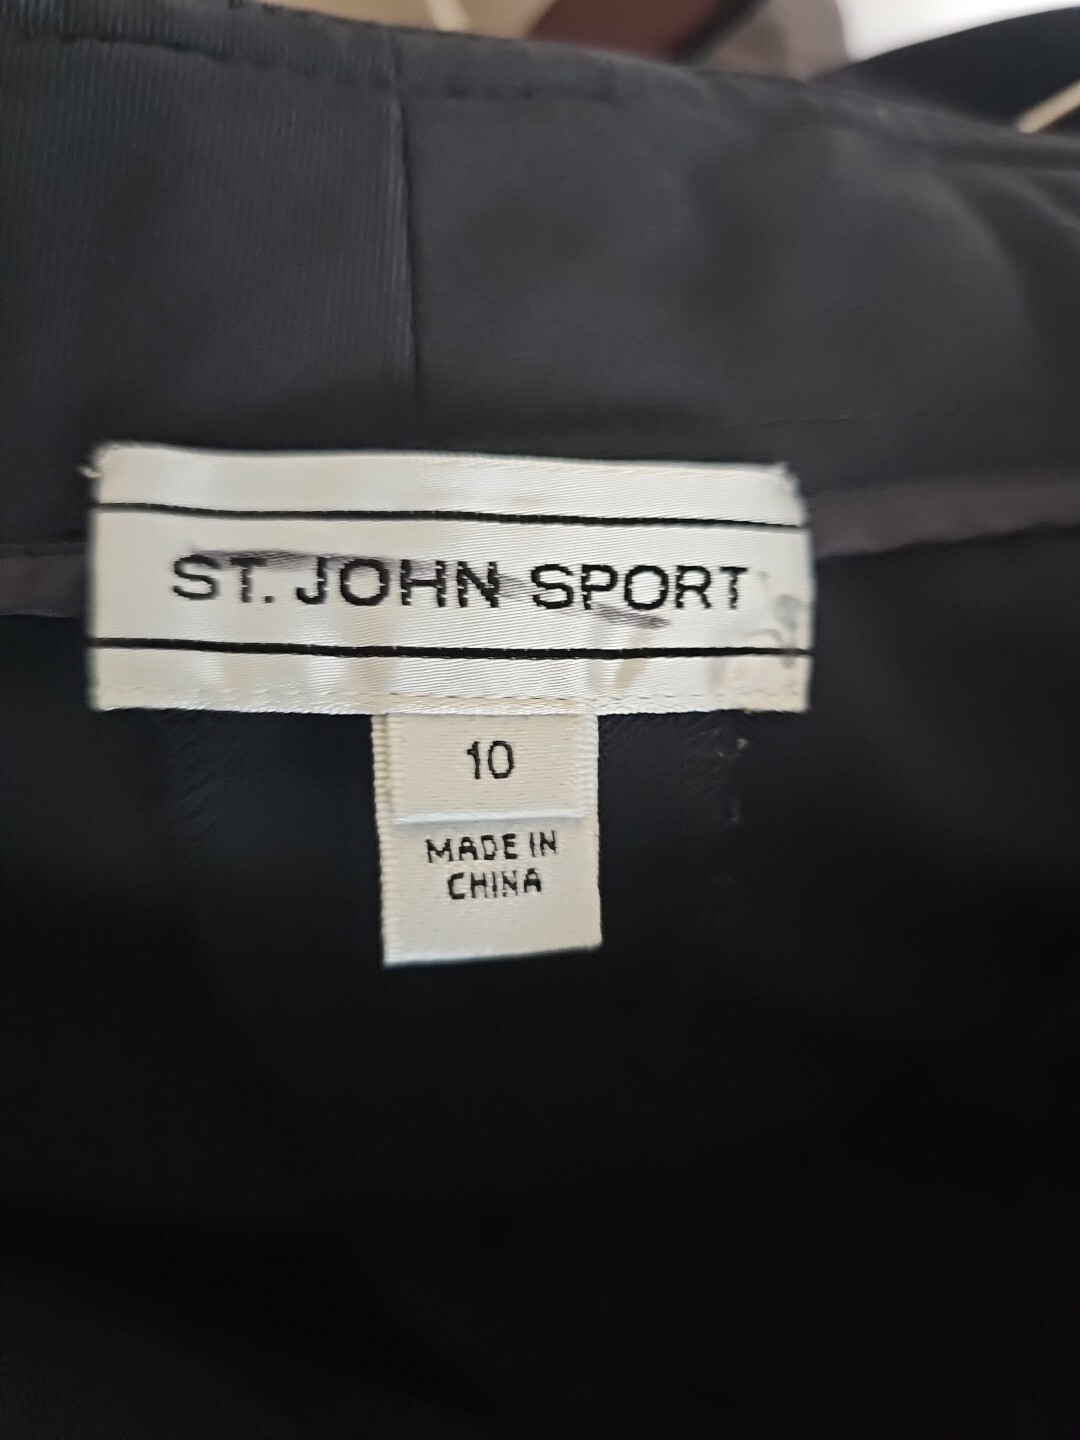 ST. JOHN SPORT
10
MADE IN
CHINA